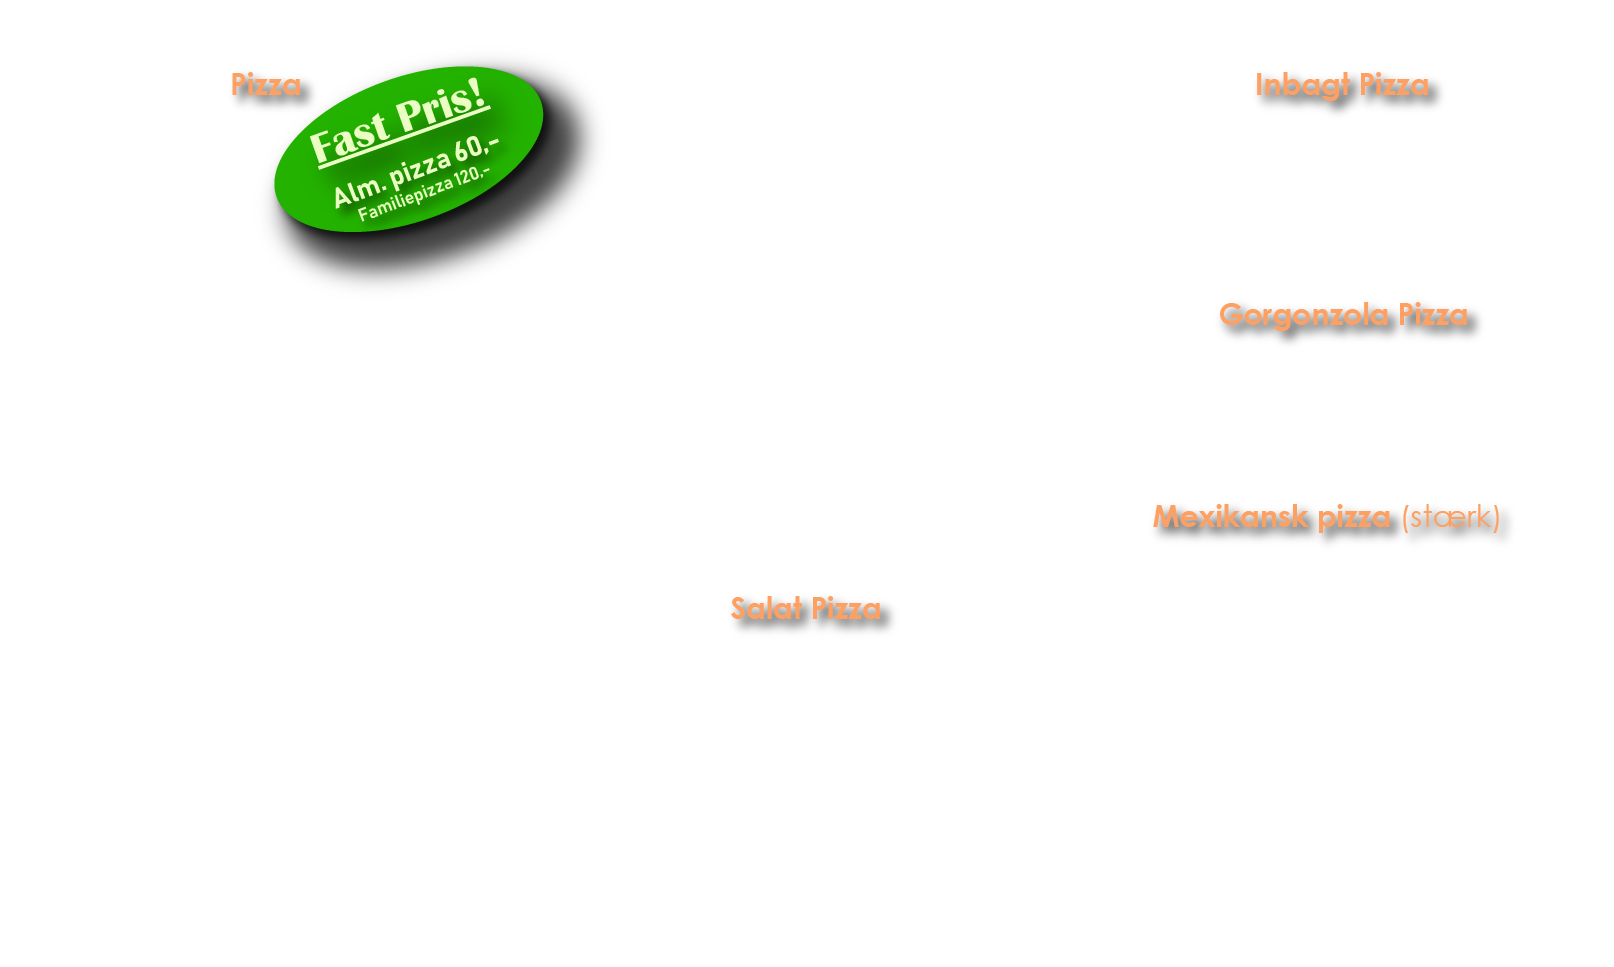 Pizza
Fast Pris!
Alm. pizza 60,-
Familiepizza 120,-
Salat Pizza
Inbagt Pizza
Gorgonzola Pizza
Mexikansk pizza (stærk)